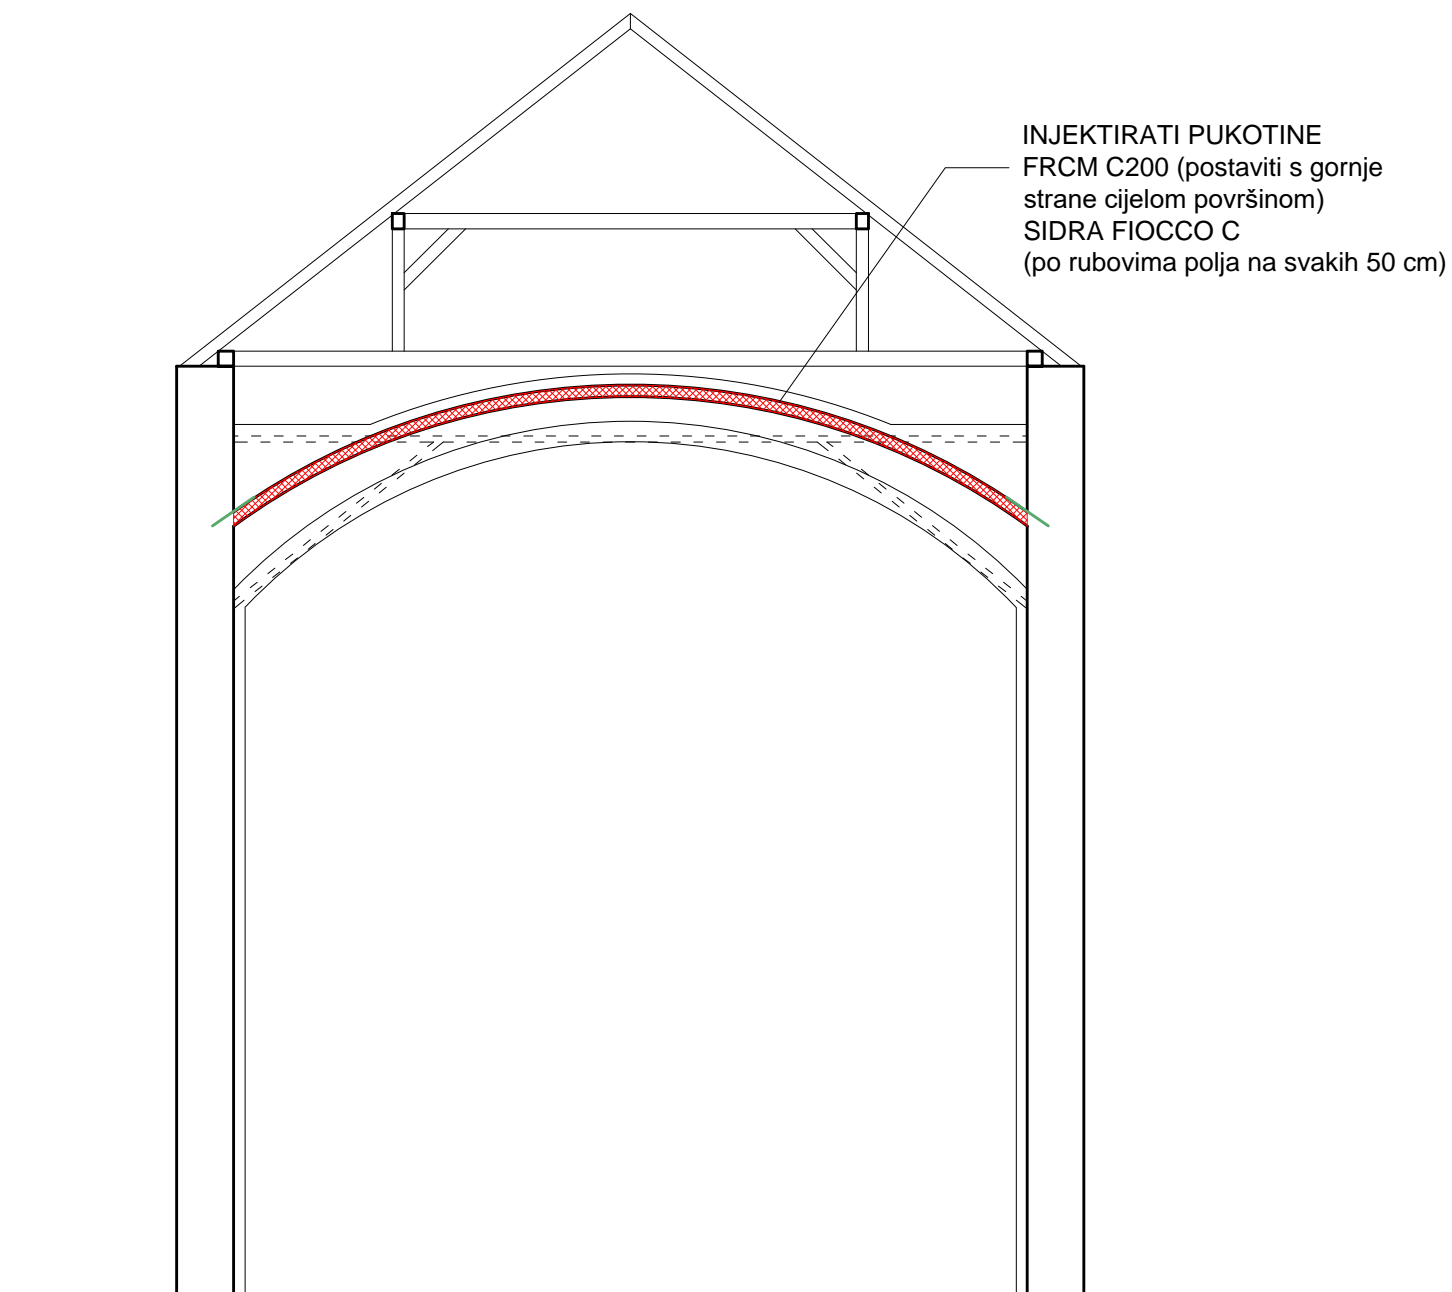 INJEKTIRATI PUKOTINE
FRCM C200 (postaviti s gornje
strane cijelom površinom)
SIDRA FIOCCO C
(po rubovima polja na svakih 50 cm)